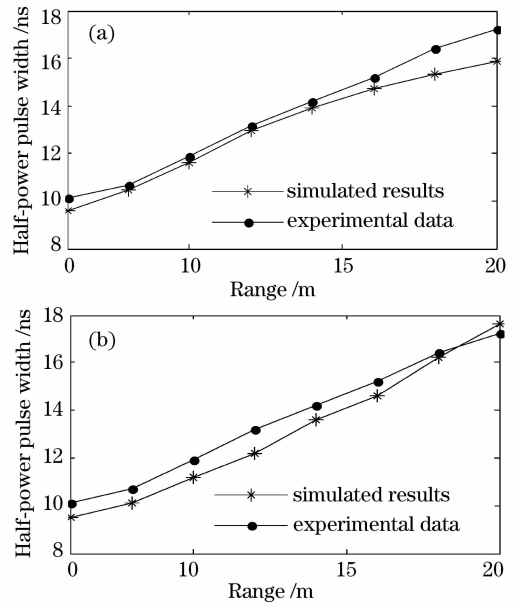 18
(a)
16
14
12
10
8
Half-power pulse width /ns
simulated results
experimental data
0
10
15
20
Range /m
18
(b)
16
14
12
10
8
Half-power pulse width /ns
simulated results
experimental data
0
10
15
20
Range /m